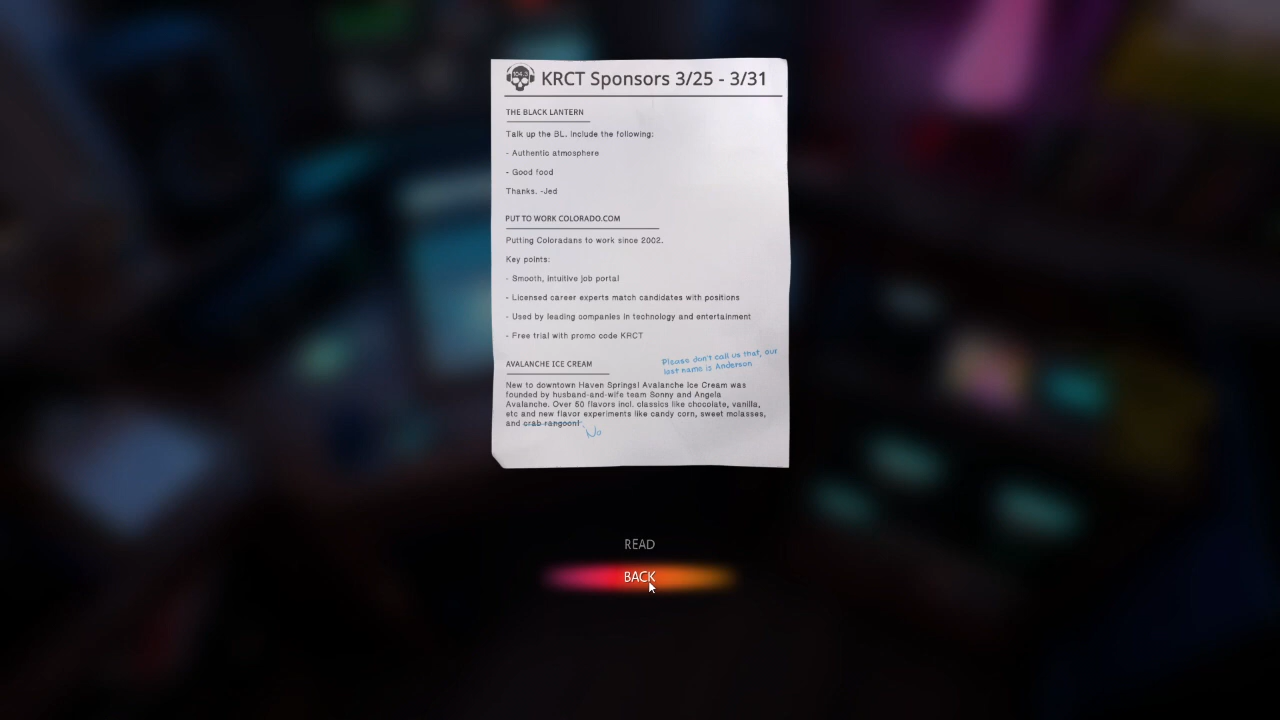 104.3
KRCT Sponsors 3/25 - 3/31
THE BLACK LANTERN
Talk up the BL. Include the following:
- Authentic atmosphere
- Good food
Thanks. -Jed
PUT TO WORK COLORADO.COM
Putting Coloradans to work since 2002.
Key points:
- Smooth, intuitive job portal
- Licensed career experts match candidates with positions
- Used by leading companies in technology and entertainment
- Free trial with promo code KRCT
Please don't call us that, our
last name is Anderson
AVALANCHE ICE CREAM
New to downtown Haven Springs! Avalanche Ice Cream was
founded by husband-and-wife team Sonny and Angela
Avalanche. Over 50 flavors incl. classics like chocolate, vanilla,
etc and new flavor experiments like candy corn, sweet molasses,
and crab rangoon!
No
READ
BACK